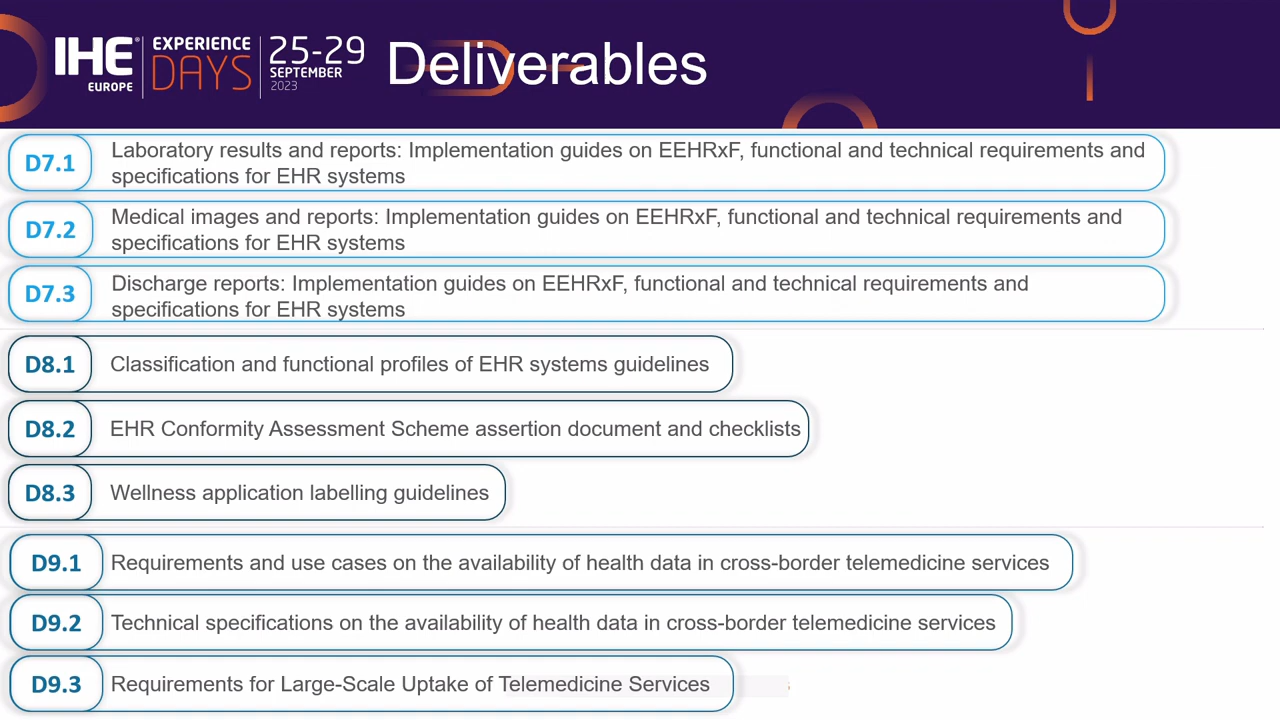 IHE
EUROPE
EXPERIENCE
DAYS
25-29
SEPTEMBER
2023
Deliverables
D7.1
Laboratory results and reports: Implementation guides on EEHRxF, functional and technical requirements and
specifications for EHR systems
D7.2
Medical images and reports: Implementation guides on EEHRxF, functional and technical requirements and
specifications for EHR systems
D7.3
Discharge reports: Implementation guides on EEHRxF, functional and technical requirements and
specifications for EHR systems
D8.1
Classification and functional profiles of EHR systems guidelines
D8.2
EHR Conformity Assessment Scheme assertion document and checklists
D8.3
Wellness application labelling guidelines
D9.1
Requirements and use cases on the availability of health data in cross-border telemedicine services
D9.2
Technical specifications on the availability of health data in cross-border telemedicine services
D9.3
Requirements for Large-Scale Uptake of Telemedicine Services